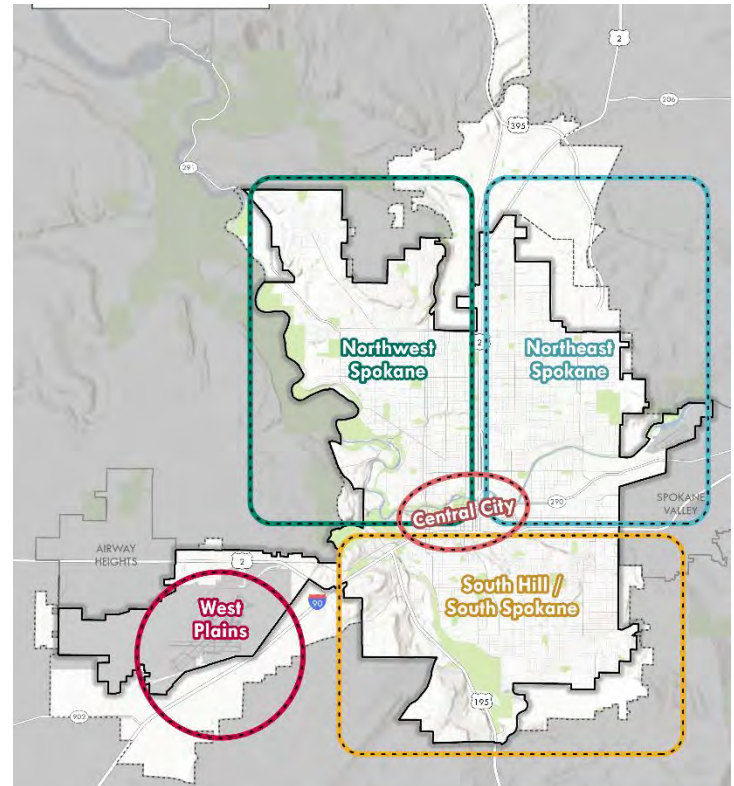 2
206
395
291
Northwest
Spokane
2
Northeast
Spokane
Central City
290
SPOKANE
VALLEY
AIRWAY
HEIGHTS
2
South Hill /
South Spokane
90
West
Plains
195
902